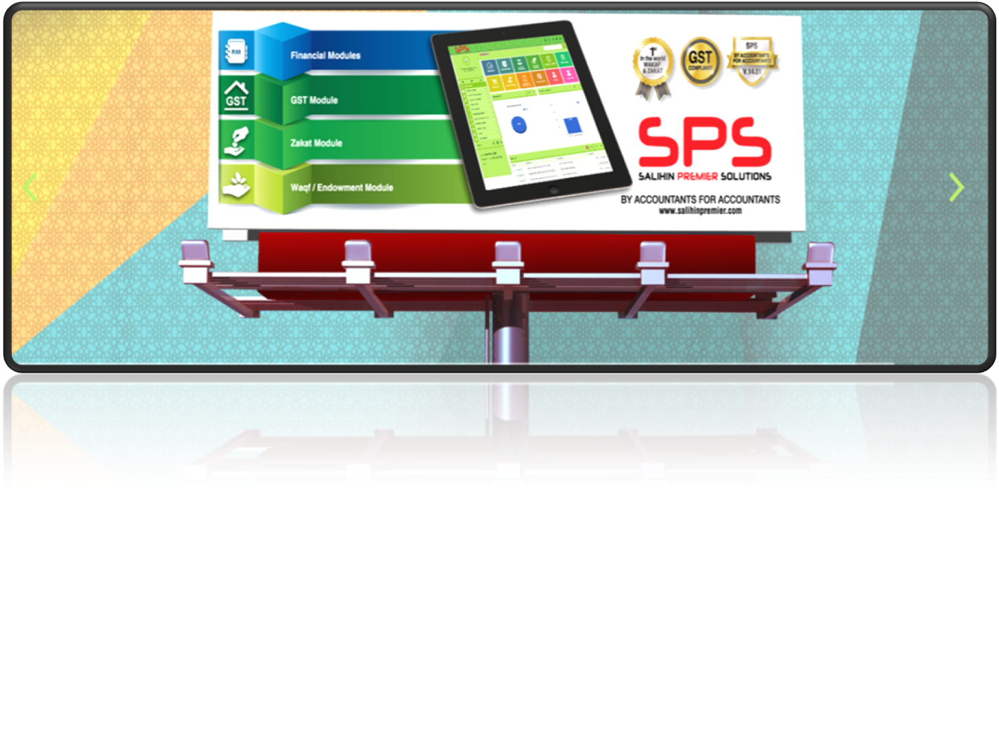 RM
Financial Modules
GST
GST Module
Zakat Module
Waqf / Endowment Module
SPS
1st
in the world
WAKAF
& ZAKAT
GST
COMPLIANT
SPS
BY ACCOUNTANTS
FOR ACCOUNTANTS
V.14.01
SPS
SALIHIN PREMIER SOLUTIONS
BY ACCOUNTANTS FOR ACCOUNTANTS
www.salihinpremier.com